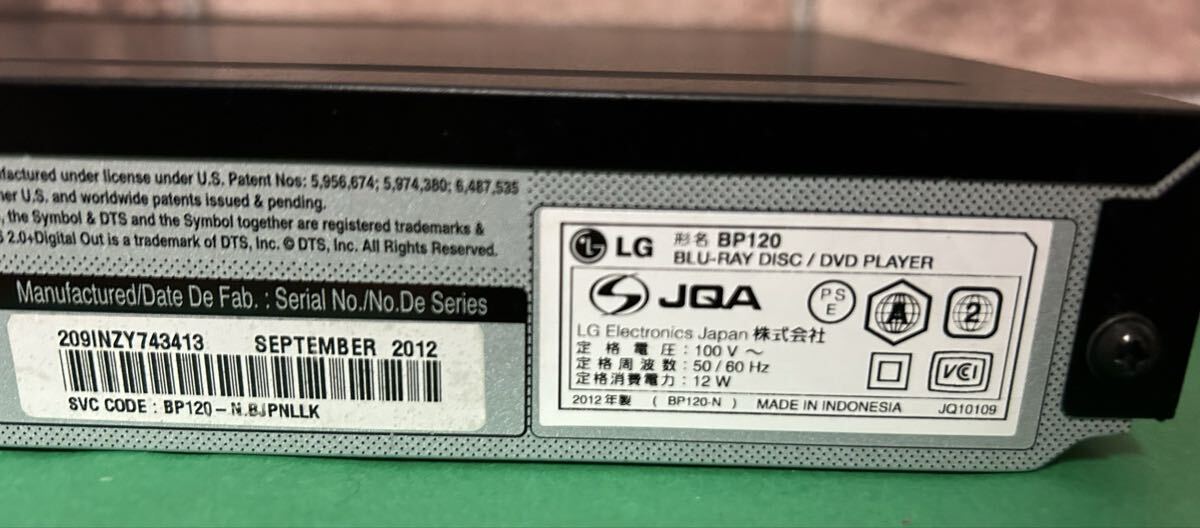 factured under license under U.S. Patent Nos: 5,956,674; 5,974,380; 6,487,535
her U.S. and worldwide patents issued & pending.
, the Symbol & DTS and the Symbol together are registered trademarks &
S 2.0+Digital Out is a trademark of DTS, Inc. © DTS, Inc. All Rights Reserved.
Manufactured/Date De Fab. : Serial No./No.De Series
209INZY743413 SEPTEMBER 2012
SVC CODE : BP120-N.BJPNLLK
LG 形名 BP120
BLU-RAY DISC / DVD PLAYER
JQA
PS
E
A
2
LG Electronics Japan 株式会社
定格電圧 : 100 V ～
定格周波数 : 50 / 60 Hz
定格消費電力 : 12 W
VCI
2012年製 ( BP120-N ) MADE IN INDONESIA JQ10109